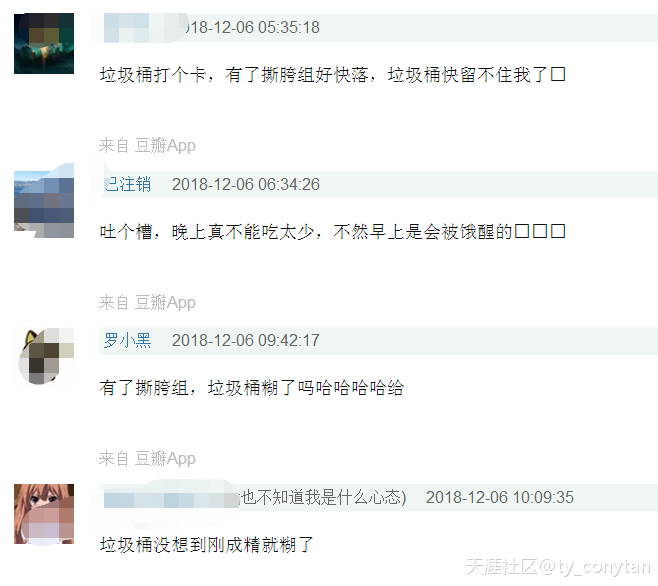 2018-12-06 05:35:18
垃圾桶打个卡，有了撕胯组好快落，垃圾桶快留不住我了□
来自 豆瓣App
已注销 2018-12-06 06:34:26
吐个槽，晚上真不能吃太少，不然早上是会被饿醒的□□□
来自 豆瓣App
罗小黑 2018-12-06 09:42:17
有了撕胯组，垃圾桶糊了吗哈哈哈哈给
来自 豆瓣App
也不知道我是什么心态) 2018-12-06 10:09:35
垃圾桶没想到刚成精就糊了
天涯社区@ty_conytan